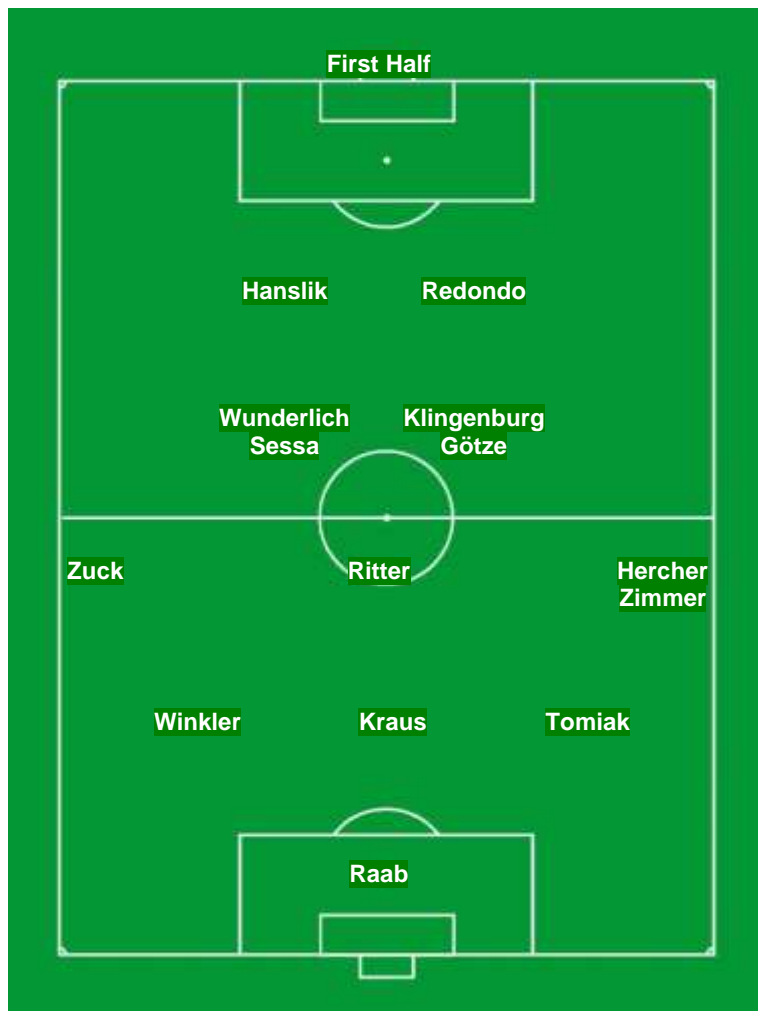 First Half
Hanslik Redondo
Wunderlich Klingenburg
Sessa Götze
Zuck Ritter Hercher
Zimmer
Winkler Kraus Tomiak
Raab